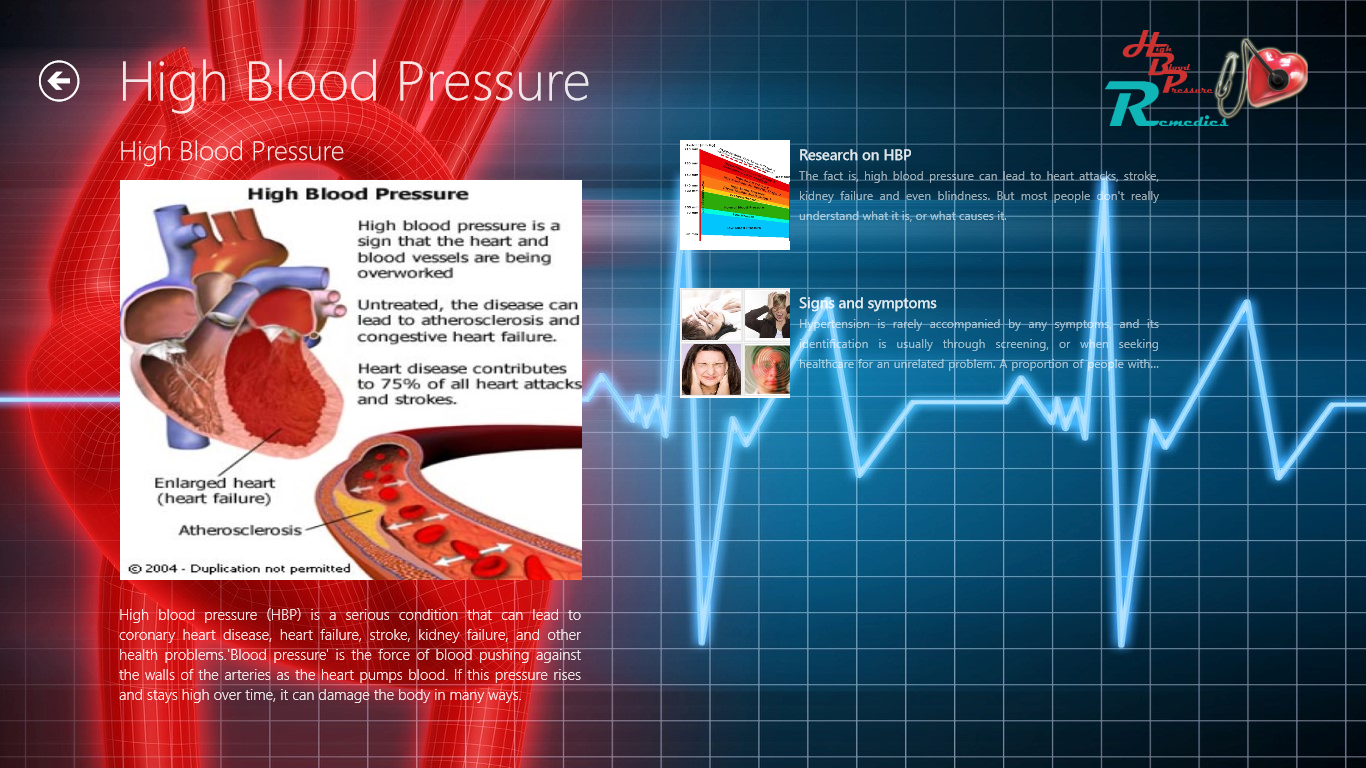 High Blood Pressure
High Blood Pressure
Remedies
High Blood Pressure
High Blood Pressure
High blood pressure is a
sign that the heart and
blood vessels are being
overworked
Untreated, the disease can
lead to atherosclerosis and
congestive heart failure.
Heart disease contributes
to 75% of all heart attacks
and strokes.
Enlarged heart
(heart failure)
Atherosclerosis
© 2004 - Duplication not permitted
High blood pressure (HBP) is a serious condition that can lead to
coronary heart disease, heart failure, stroke, kidney failure, and other
health problems.'Blood pressure' is the force of blood pushing against
the walls of the arteries as the heart pumps blood. If this pressure rises
and stays high over time, it can damage the body in many ways.
Research on HBP
The fact is, high blood pressure can lead to heart attacks, stroke,
kidney failure and even blindness. But most people don't really
understand what it is, or what causes it.
Signs and symptoms
Hypertension is rarely accompanied by any symptoms, and its
identification is usually through screening, or when seeking
healthcare for an unrelated problem. A proportion of people with...